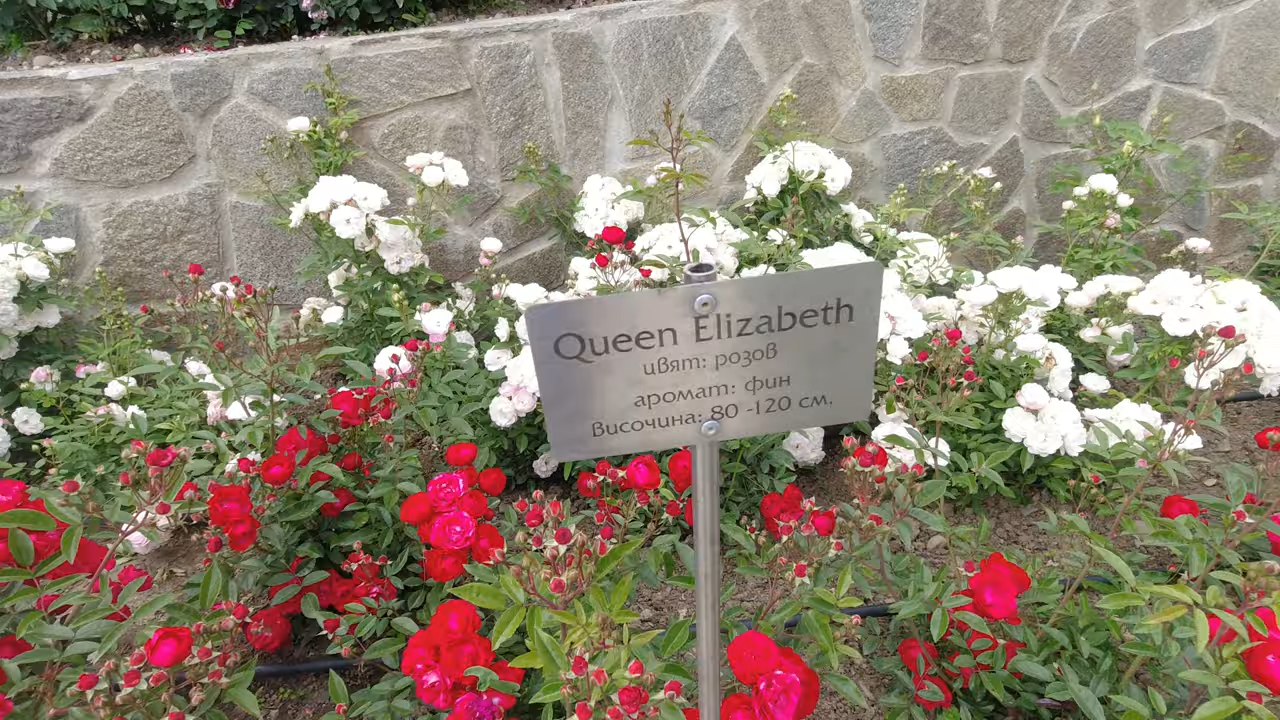 Queen Elizabeth
цвят: розов
аромат: фин
височина: 80 -120 см.